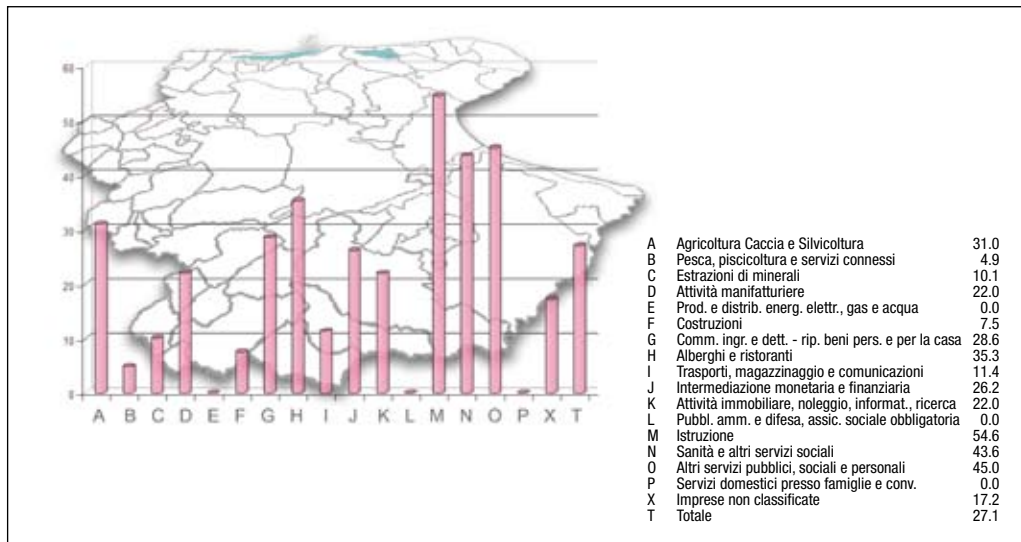 60
50
40
30
20
10
0
A B C D E F G H I J K L M N O P X T
A Agricoltura Caccia e Silvicoltura 31.0
B Pesca, piscicoltura e servizi connessi 4.9
C Estrazioni di minerali 10.1
D Attività manifatturiere 22.0
E Prod. e distrib. energ. elettr., gas e acqua 0.0
F Costruzioni 7.5
G Comm. ingr. e dett. - rip. beni pers. e per la casa 28.6
H Alberghi e ristoranti 35.3
I Trasporti, magazzinaggio e comunicazioni 11.4
J Intermediazione monetaria e finanziaria 26.2
K Attività immobiliare, noleggio, informat., ricerca 22.0
L Pubbl. amm. e difesa, assic. sociale obbligatoria 0.0
M Istruzione 54.6
N Sanità e altri servizi sociali 43.6
O Altri servizi pubblici, sociali e personali 45.0
P Servizi domestici presso famiglie e conv. 0.0
X Imprese non classificate 17.2
T Totale 27.1